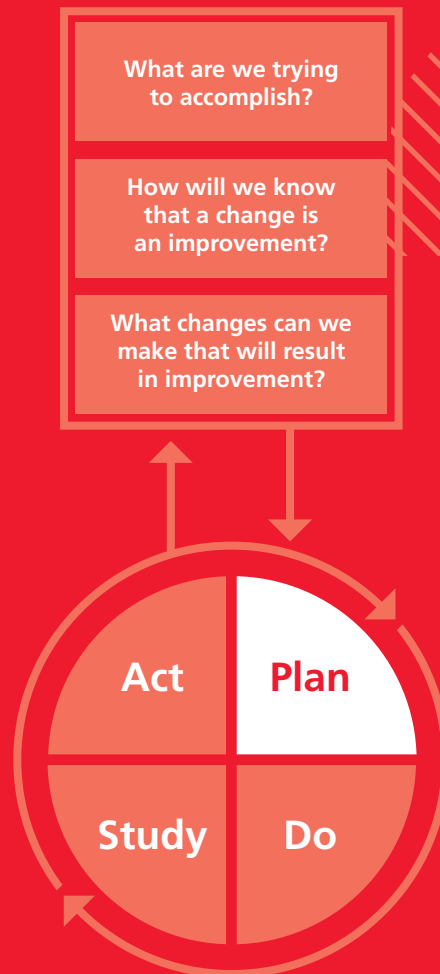 What are we trying
to accomplish?
How will we know
that a change is
an improvement?
What changes can we
make that will result
in improvement?
Act
Plan
Study
Do